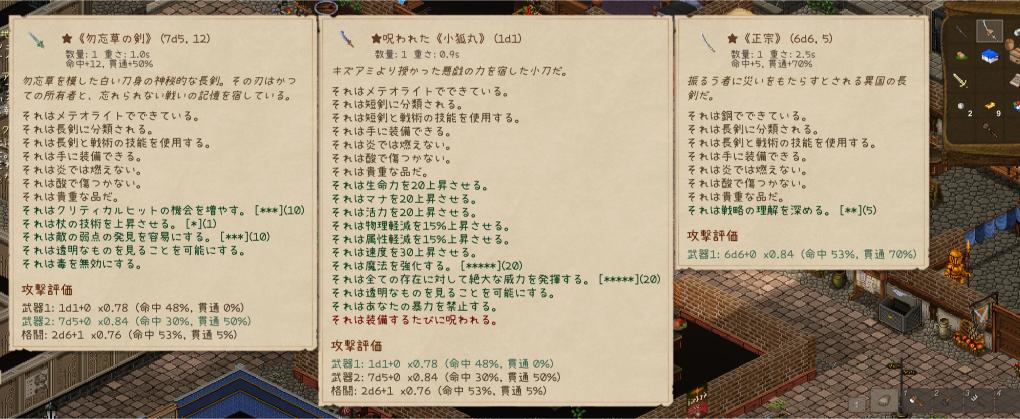 ★《勿忘草の剣》 (7d5, 12)
数量: 1 重さ: 1.0s
命中+12, 貫通+50%
勿忘草を模した白い刀身の神秘的な長剣。その刃はかつ
ての所有者と、忘れられない戦いの記憶を宿している。
それはメテオライトでできている。
それは長剣に分類される。
それは長剣と戦術の技能を使用する。
それは手に装備できる。
それは炎では燃えない。
それは酸で傷つかない。
それは貴重な品だ。
それはクリティカルヒットの機会を増やす。 [***](10)
それは杖の技術を上昇させる。 [*](1)
それは敵の弱点の発見を容易にする。 [***](10)
それは透明なものを見ることを可能にする。
それは毒を無効にする。
攻撃評価
武器1: 1d1+0 x0.78 (命中 48%, 貫通 0%)
武器2: 7d5+0 x0.84 (命中 30%, 貫通 50%)
格闘: 2d6+1 x0.76 (命中 53%, 貫通 5%)
★呪われた《小狐丸》 (1d1)
数量: 1 重さ: 0.9s
キズアミより授かった悪戯の力を宿した小刀だ。
それはメテオライトでできている。
それは短剣に分類される。
それは短剣と戦術の技能を使用する。
それは手に装備できる。
それは炎では燃えない。
それは酸で傷つかない。
それは貴重な品だ。
それは生命力を20上昇させる。
それはマナを20上昇させる。
それは活力を20上昇させる。
それは物理軽減を15%上昇させる。
それは属性軽減を15%上昇させる。
それは速度を30上昇させる。
それは魔法を強化する。 [*****](20)
それは全ての存在に対して絶大な威力を発揮する。 [*****](20)
それは透明なものを見ることを可能にする。
それはあなたの暴力を禁止する。
それは装備するたびに呪われる。
攻撃評価
武器1: 1d1+0 x0.78 (命中 48%, 貫通 0%)
武器2: 7d5+0 x0.84 (命中 30%, 貫通 50%)
格闘: 2d6+1 x0.76 (命中 53%, 貫通 5%)
★《正宗》 (6d6, 5)
数量: 1 重さ: 2.5s
命中+5, 貫通+70%
振るう者に災いをもたらすとされる異国の長
剣だ。
それは鋼でできている。
それは長剣に分類される。
それは長剣と戦術の技能を使用する。
それは手に装備できる。
それは炎では燃えない。
それは酸で傷つかない。
それは貴重な品だ。
それは戦略の理解を深める。 [**](5)
攻撃評価
武器1: 6d6+0 x0.84 (命中 53%, 貫通 70%)
2 9
1 2 3 4